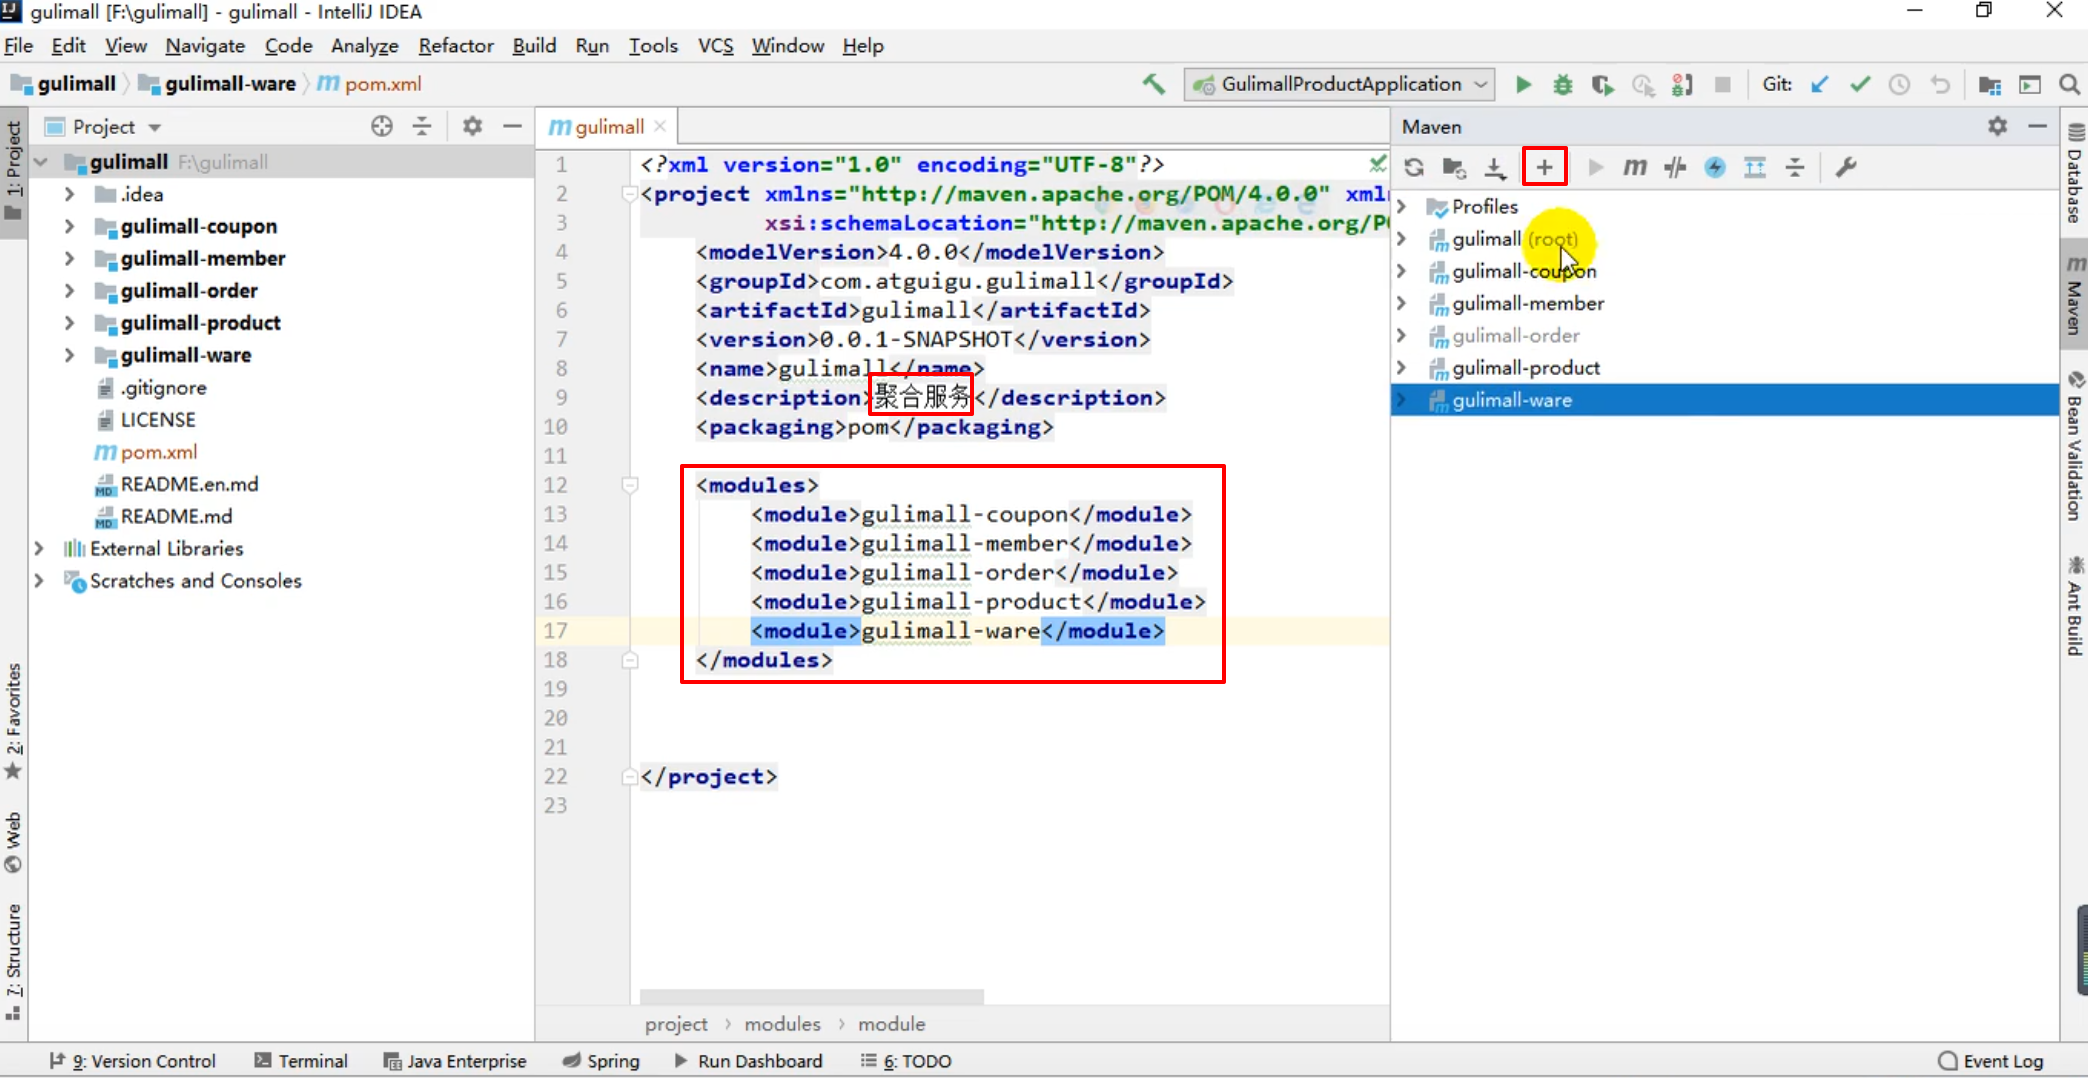 gulimall [F:\gulimall] - gulimall - IntelliJ IDEA
File Edit View Navigate Code Analyze Refactor Build Run Tools VCS Window Help
gulimall gulimall-ware pom.xml
GulimallProductApplication
Git:
1: Project
2: Favorites
Web
7: Structure
Project
gulimall F:\gulimall
.idea
gulimall-coupon
gulimall-member
gulimall-order
gulimall-product
gulimall-ware
.gitignore
LICENSE
pom.xml
README.en.md
README.md
External Libraries
Scratches and Consoles
gulimall
1 <?xml version="1.0" encoding="UTF-8"?>
2 <project xmlns="http://maven.apache.org/POM/4.0.0" xml
3 xsi:schemaLocation="http://maven.apache.org/P
4 <modelVersion>4.0.0</modelVersion>
5 <groupId>com.atguigu.gulimall</groupId>
6 <artifactId>gulimall</artifactId>
7 <version>0.0.1-SNAPSHOT</version>
8 <name>gulimall</name>
9 <description>聚合服务</description>
10 <packaging>pom</packaging>
11
12 <modules>
13 <module>gulimall-coupon</module>
14 <module>gulimall-member</module>
15 <module>gulimall-order</module>
16 <module>gulimall-product</module>
17 <module>gulimall-ware</module>
18 </modules>
19
20
21
22 </project>
23
project › modules › module
Maven
Profiles
gulimall (root)
gulimall-coupon
gulimall-member
gulimall-order
gulimall-product
gulimall-ware
Database
Maven
Bean Validation
Ant Build
9: Version Control Terminal Java Enterprise Spring Run Dashboard 6: TODO Event Log